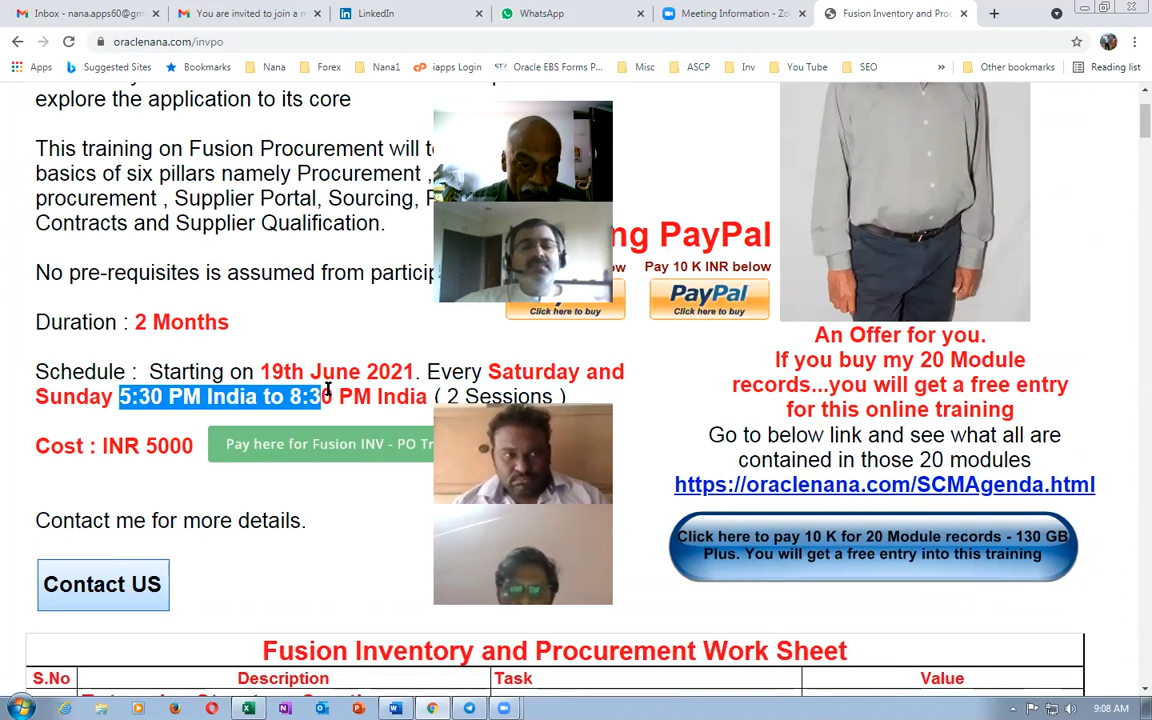 Inbox - nana.apps60@gm
You are invited to join a m
LinkedIn
WhatsApp
Meeting Information - Zo
Fusion Inventory and Proc
oraclenana.com/invpo
Apps
Suggested Sites
Bookmarks
Nana
Forex
Nana1
iapps Login
Oracle EBS Forms P...
Misc
ASCP
Inv
You Tube
SEO
»
Other bookmarks
Reading list
explore the application to its core
This training on Fusion Procurement will t
basics of six pillars namely Procurement ,
procurement , Supplier Portal, Sourcing,
Contracts and Supplier Qualification.
No pre-requisites is assumed from particip
Duration : 2 Months
Schedule : Starting on 19th June 2021. Every Saturday and
Sunday 5:30 PM India to 8:30 PM India ( 2 Sessions )
Cost : INR 5000
Pay here for Fusion INV - PO Tr
Contact me for more details.
Contact US
ng PayPal
ow
Pay 10 K INR below
Click here to buy
PayPal
Click here to buy
An Offer for you.
If you buy my 20 Module
records...you will get a free entry
for this online training
Go to below link and see what all are
contained in those 20 modules
https://oraclenana.com/SCMAgenda.html
Click here to pay 10 K for 20 Module records - 130 GB
Plus. You will get a free entry into this training
Fusion Inventory and Procurement Work Sheet
S.No
Description
Task
Value
9:08 AM